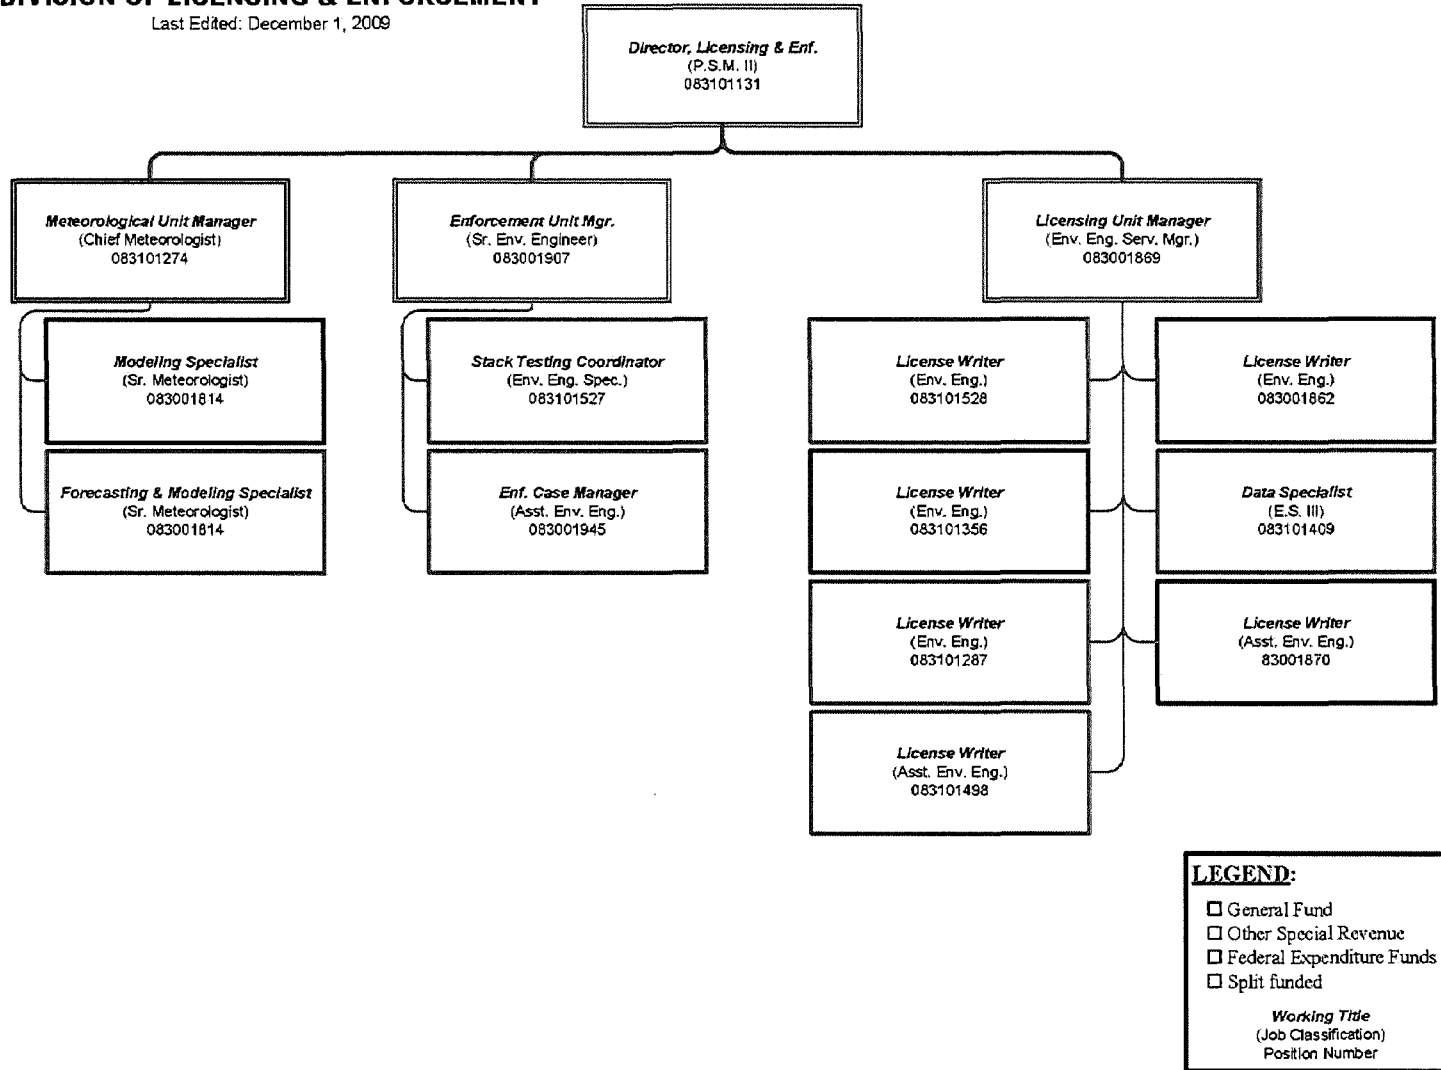 DIVISION OF LICENSING & ENFORCEMENT
Last Edited: December 1, 2009
Director, Licensing & Enf.
(P.S.M. II)
083101131
Meteorological Unit Manager
(Chief Meteorologist)
083101274
Enforcement Unit Mgr.
(Sr. Env. Engineer)
083001907
Licensing Unit Manager
(Env. Eng. Serv. Mgr.)
083001869
Modeling Specialist
(Sr. Meteorologist)
083001814
Forecasting & Modeling Specialist
(Sr. Meteorologist)
083001814
Stack Testing Coordinator
(Env. Eng. Spec.)
083101527
Enf. Case Manager
(Asst. Env. Eng.)
083001945
License Writer
(Env. Eng.)
083101528
License Writer
(Env. Eng.)
083101356
License Writer
(Env. Eng.)
083101287
License Writer
(Asst. Env. Eng.)
083101498
License Writer
(Env. Eng.)
083001862
Data Specialist
(E.S. III)
083101409
License Writer
(Asst. Env. Eng.)
83001870
LEGEND:
General Fund
Other Special Revenue
Federal Expenditure Funds
Split funded
Working Title
(Job Classification)
Position Number